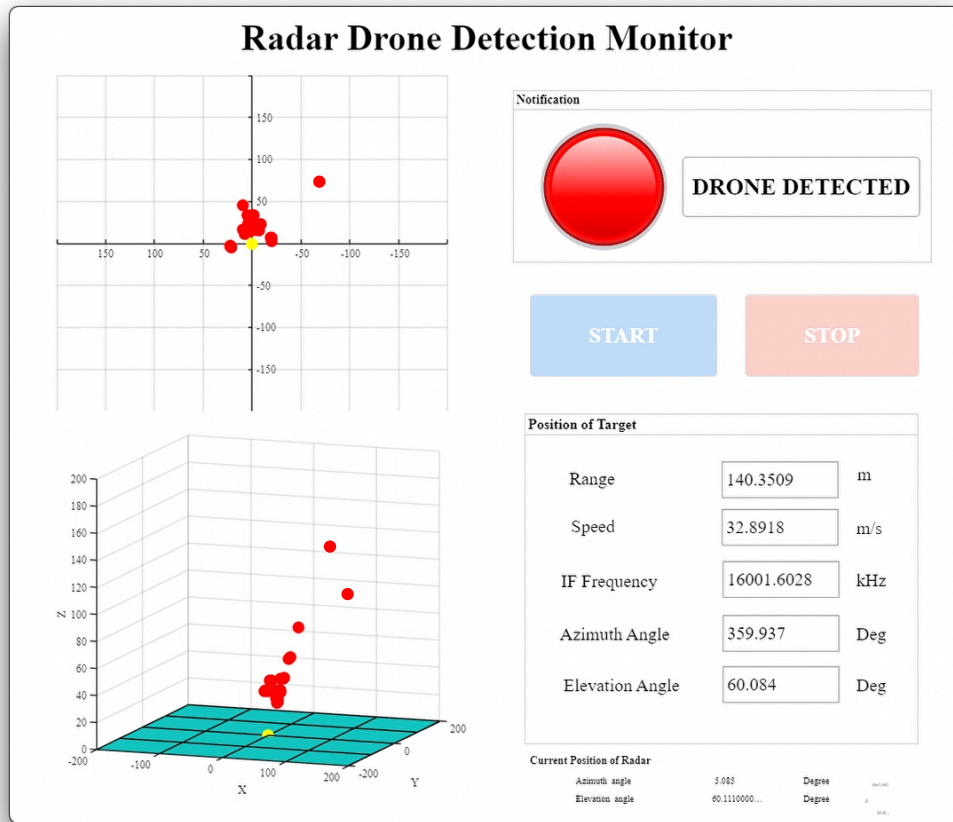 Radar Drone Detection Monitor
150
100
50
150 100 50 -50 -100 -150
-50
-100
-150
Notification
DRONE DETECTED
START STOP
200
180
160
140
120
100
80
60
40
20
0
Z
-200 -100 0 100 200
X
-200 0 200
Y
Position of Target
Range 140.3509 m
Speed 32.8918 m/s
IF Frequency 16001.6028 kHz
Azimuth Angle 359.937 Deg
Elevation Angle 60.084 Deg
Current Position of Radar
Azimuth angle 5.085 Degree
Elevation angle 60.1110000... Degree